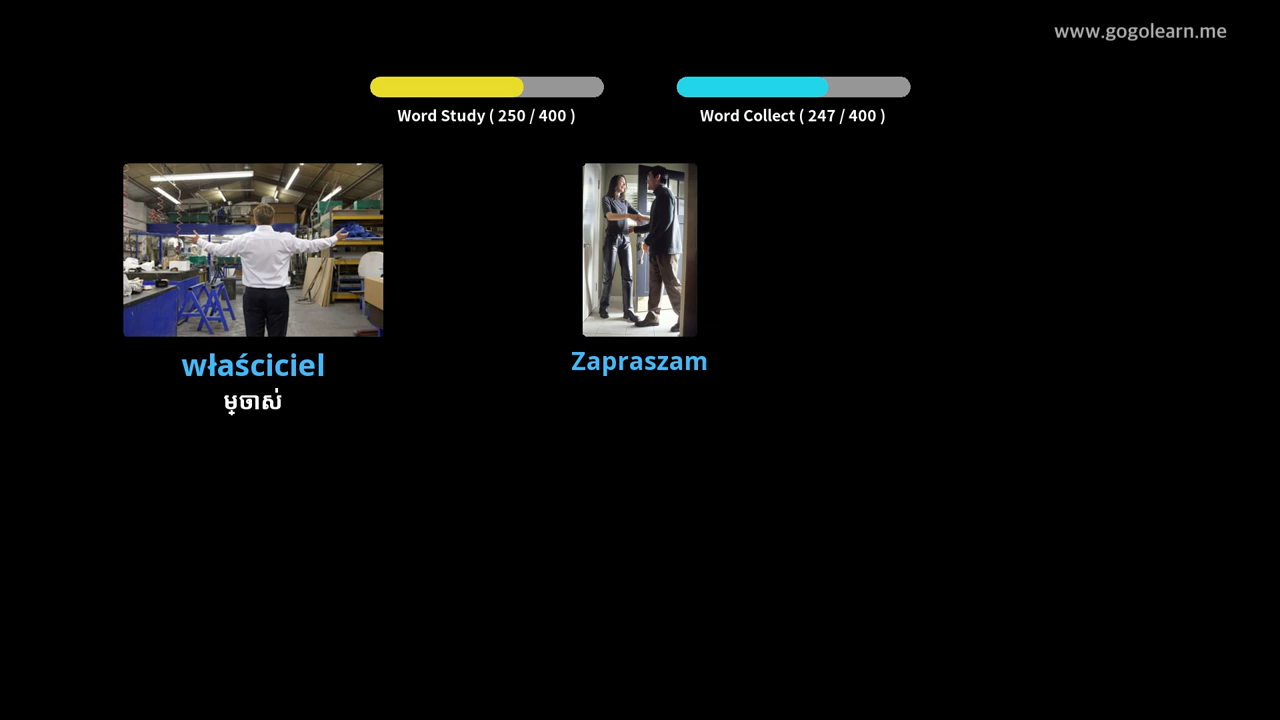 www.gogolearn.me
Word Study ( 250 / 400 )
Word Collect ( 247 / 400 )
właściciel
ម្ចាស់
Zapraszam